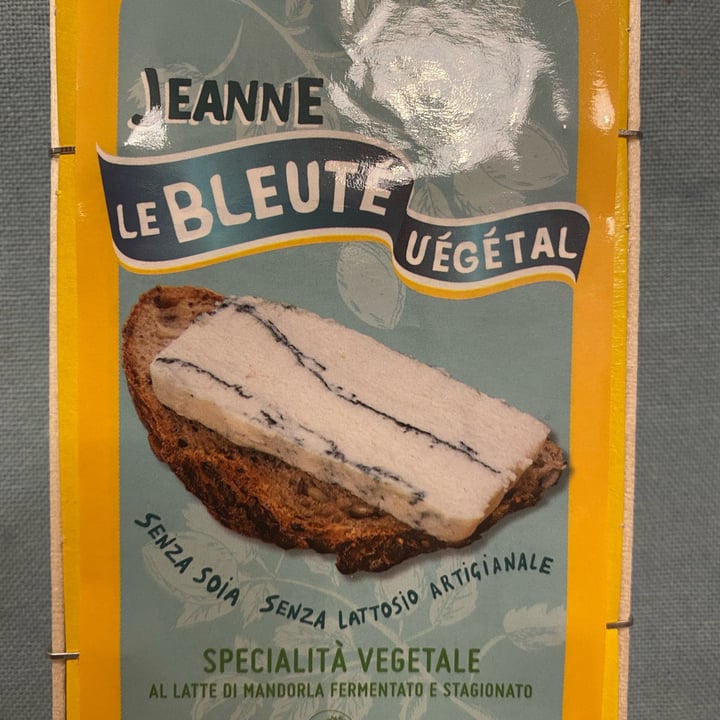 JEANNE
LE BLEUTÉ
VÉGÉTAL
SENZA SOIA
SENZA LATTOSIO ARTIGIANALE
SPECIALITÀ VEGETALE
AL LATTE DI MANDORLA FERMENTATO E STAGIONATO